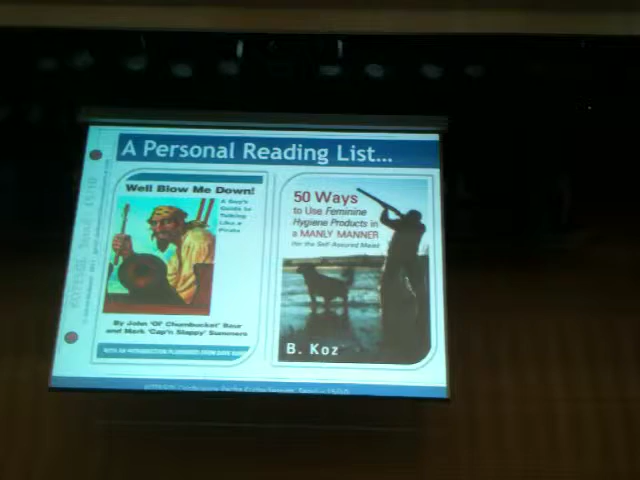 A Personal Reading List...
Well Blow Me Down!
A Guy's
Guide to
Talking
Like a
Pirate
By John 'Ol' Chumbucket' Baur
and Mark 'Cap'n Slappy' Summers
50 Ways
to Use Feminine
Hygiene Products in
a MANLY MANNER
(for the Self-Assured Male)
B. Koz